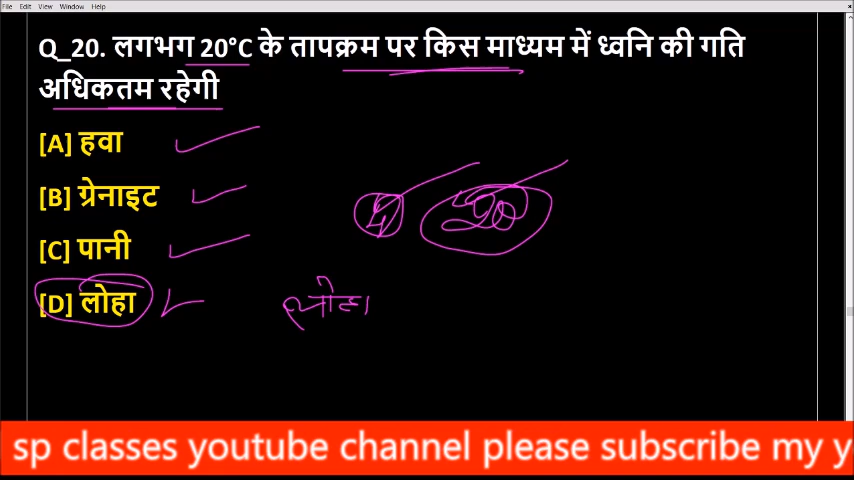 File Edit View Window Help
Q_20. लगभग 20°C के तापक्रम पर किस माध्यम में ध्वनि की गति
अधिकतम रहेगी
[A] हवा
[B] ग्रेनाइट
[C] पानी
[D] लोहा
sp classes youtube channel please subscribe my y